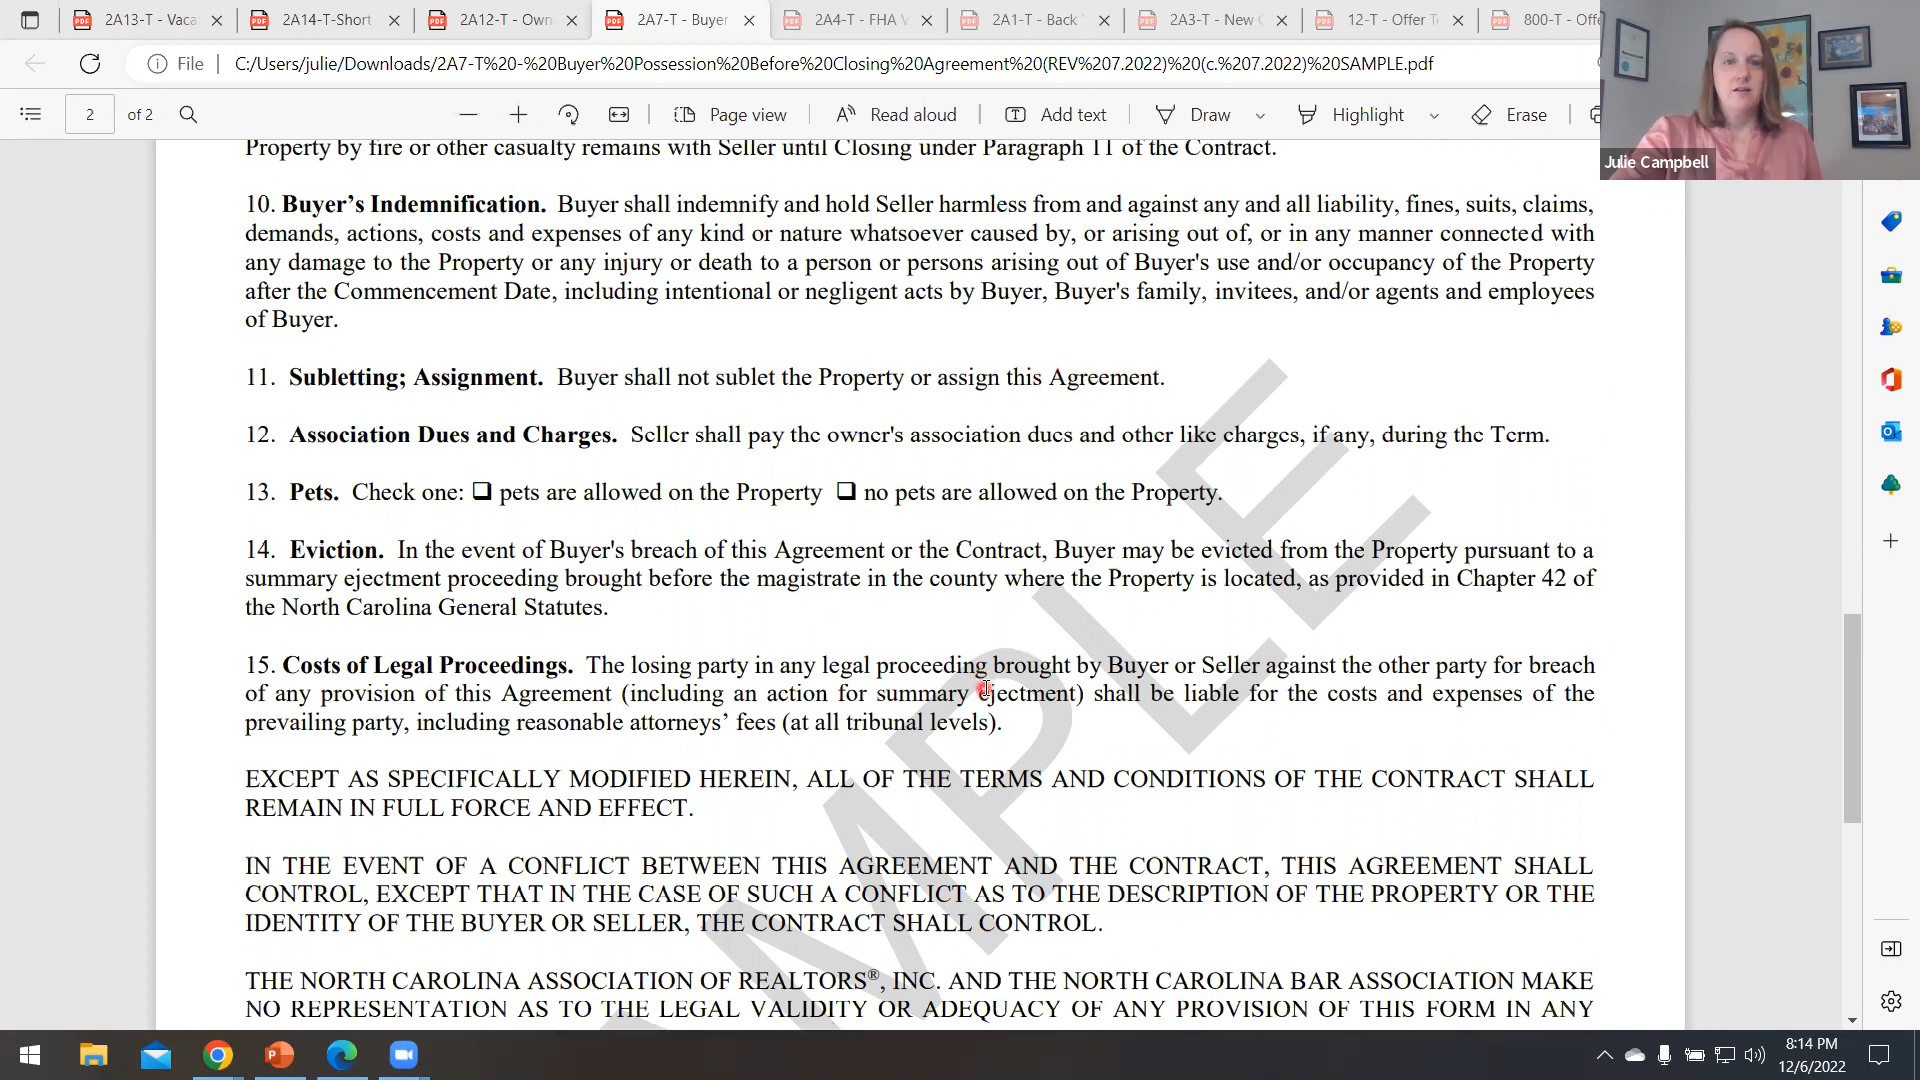 2A13-T - Vaca
2A14-T-Short
2A12-T - Own
2A7-T - Buyer
2A4-T - FHA V
2A1-T - Back
2A3-T - New C
12-T - Offer T
800-T - Offe
File
C:/Users/julie/Downloads/2A7-T%20-%20Buyer%20Possession%20Before%20Closing%20Agreement%20(REV%207.2022)%20(c.%207.2022)%20SAMPLE.pdf
2 of 2
Page view
Read aloud
Add text
Draw
Highlight
Erase
Julie Campbell
Property by fire or other casualty remains with Seller until Closing under Paragraph 11 of the Contract.
10. Buyer’s Indemnification. Buyer shall indemnify and hold Seller harmless from and against any and all liability, fines, suits, claims,
demands, actions, costs and expenses of any kind or nature whatsoever caused by, or arising out of, or in any manner connected with
any damage to the Property or any injury or death to a person or persons arising out of Buyer's use and/or occupancy of the Property
after the Commencement Date, including intentional or negligent acts by Buyer, Buyer's family, invitees, and/or agents and employees
of Buyer.
11. Subletting; Assignment. Buyer shall not sublet the Property or assign this Agreement.
12. Association Dues and Charges. Seller shall pay the owner's association dues and other like charges, if any, during the Term.
13. Pets. Check one: ❑ pets are allowed on the Property ❑ no pets are allowed on the Property.
14. Eviction. In the event of Buyer's breach of this Agreement or the Contract, Buyer may be evicted from the Property pursuant to a
summary ejectment proceeding brought before the magistrate in the county where the Property is located, as provided in Chapter 42 of
the North Carolina General Statutes.
15. Costs of Legal Proceedings. The losing party in any legal proceeding brought by Buyer or Seller against the other party for breach
of any provision of this Agreement (including an action for summary ejectment) shall be liable for the costs and expenses of the
prevailing party, including reasonable attorneys’ fees (at all tribunal levels).
EXCEPT AS SPECIFICALLY MODIFIED HEREIN, ALL OF THE TERMS AND CONDITIONS OF THE CONTRACT SHALL
REMAIN IN FULL FORCE AND EFFECT.
IN THE EVENT OF A CONFLICT BETWEEN THIS AGREEMENT AND THE CONTRACT, THIS AGREEMENT SHALL
CONTROL, EXCEPT THAT IN THE CASE OF SUCH A CONFLICT AS TO THE DESCRIPTION OF THE PROPERTY OR THE
IDENTITY OF THE BUYER OR SELLER, THE CONTRACT SHALL CONTROL.
THE NORTH CAROLINA ASSOCIATION OF REALTORS®, INC. AND THE NORTH CAROLINA BAR ASSOCIATION MAKE
NO REPRESENTATION AS TO THE LEGAL VALIDITY OR ADEQUACY OF ANY PROVISION OF THIS FORM IN ANY
MPLE
8:14 PM
12/6/2022